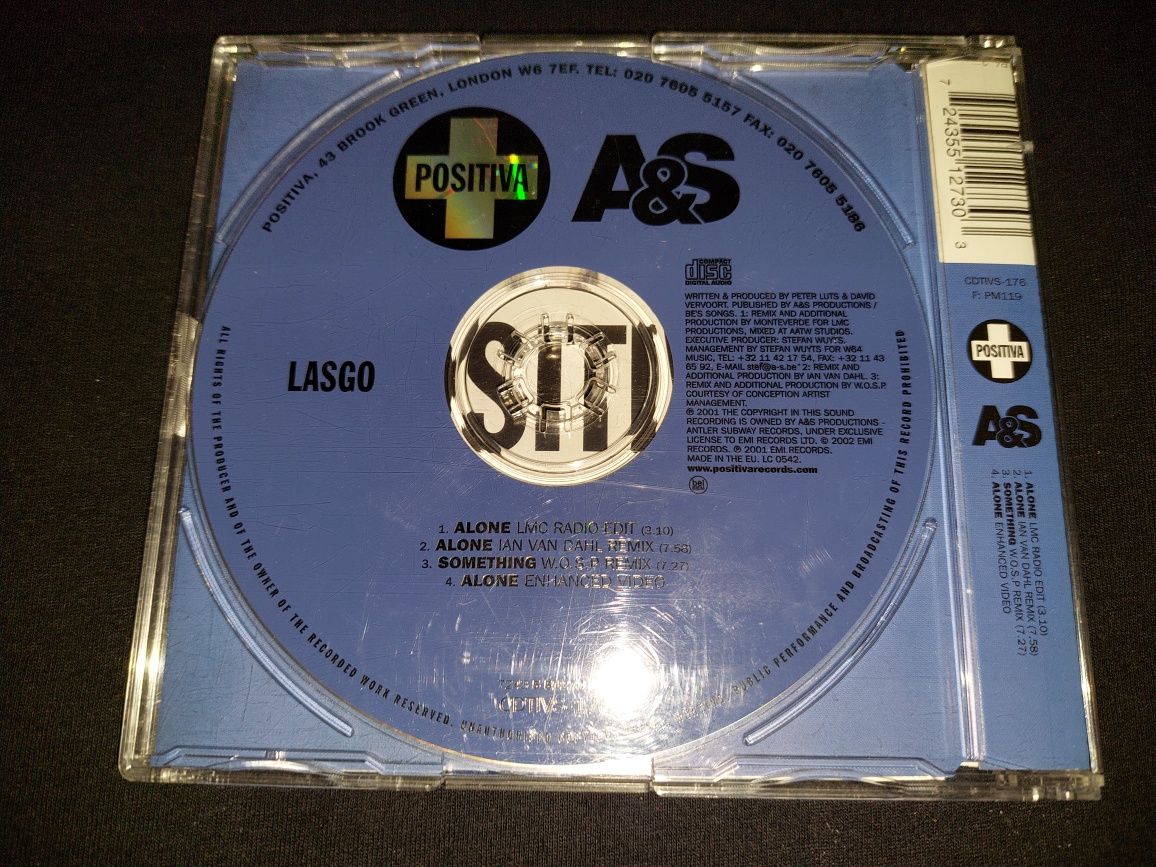 POSITIVA, 43 BROOK GREEN, LONDON W6 7EF. TEL: 020 7605 5157 FAX: 020 7605 5186
POSITIVA
A&S
COMPACT
disc
DIGITAL AUDIO
WRITTEN & PRODUCED BY PETER LUTS & DAVID
VERVOORT. PUBLISHED BY A&S PRODUCTIONS /
BE'S SONGS. 1: REMIX AND ADDITIONAL
PRODUCTION BY MONTEVERDE FOR LMC
PRODUCTIONS, MIXED AT AATW STUDIOS.
EXECUTIVE PRODUCER: STEFAN WUYTS.
MANAGEMENT BY STEFAN WUYTS FOR W64
MUSIC, TEL: +32 11 42 17 54, FAX: +32 11 43
65 92, E-MAIL stef@a-s.be 2: REMIX AND
ADDITIONAL PRODUCTION BY IAN VAN DAHL. 3:
REMIX AND ADDITIONAL PRODUCTION BY W.O.S.P.
COURTESY OF CONCEPTION ARTIST
MANAGEMENT.
℗ 2001 THE COPYRIGHT IN THIS SOUND
RECORDING IS OWNED BY A&S PRODUCTIONS -
ANTLER SUBWAY RECORDS, UNDER EXCLUSIVE
LICENSE TO EMI RECORDS LTD. © 2002 EMI
RECORDS. ℗ 2001 EMI RECORDS.
MADE IN THE EU. LC 0542.
www.positivarecords.com
LASGO
1. ALONE LMC RADIO EDIT (3.10)
2. ALONE IAN VAN DAHL REMIX (7.58)
3. SOMETHING W.O.S.P REMIX (7.27)
4. ALONE ENHANCED VIDEO
CDTIVS
ALL RIGHTS OF THE PRODUCER AND OF THE OWNER OF THE RECORDED WORK RESERVED. UNAUTHORISED PUBLIC PERFORMANCE AND BROADCASTING OF THIS RECORD PROHIBITED
7 24355 12730 3
CDTIVS-176
F: PM119
POSITIVA
A&S
1. ALONE LMC RADIO EDIT (3.10)
2. ALONE IAN VAN DAHL REMIX (7.58)
3. SOMETHING W.O.S.P REMIX (7.27)
4. ALONE ENHANCED VIDEO